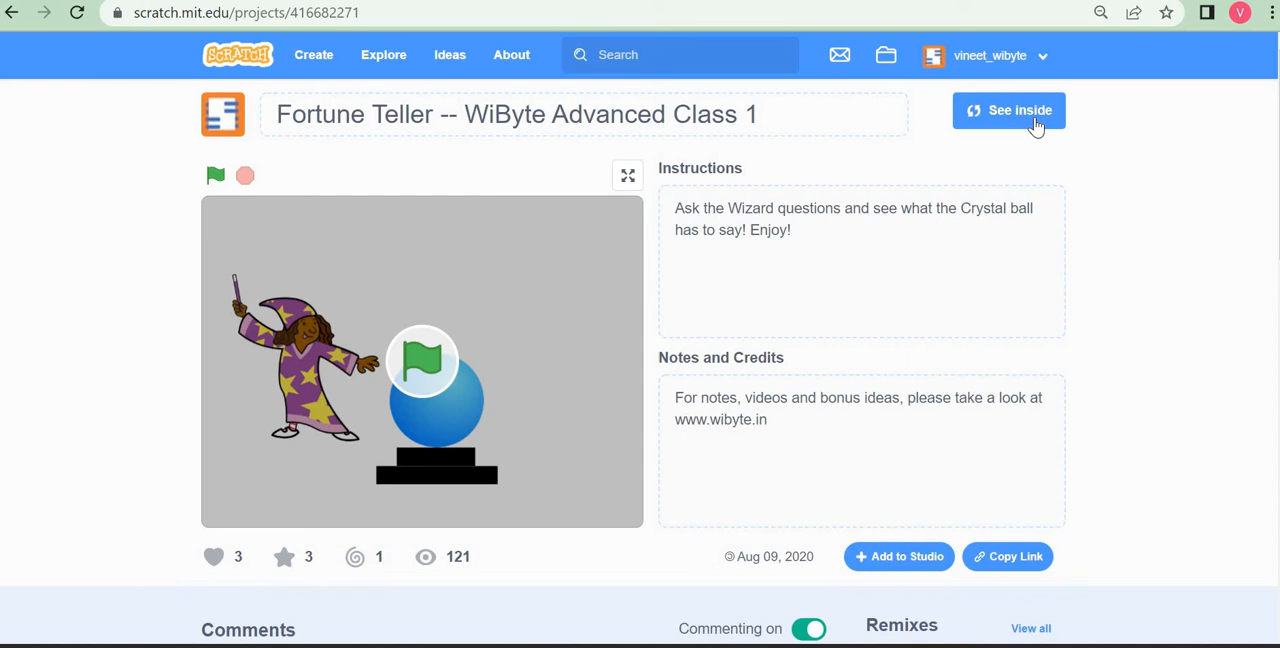 scratch.mit.edu/projects/416682271
V
SCRATCH
Create
Explore
Ideas
About
Search
vineet_wibyte
Fortune Teller -- WiByte Advanced Class 1
See inside
Instructions
Ask the Wizard questions and see what the Crystal ball
has to say! Enjoy!
Notes and Credits
For notes, videos and bonus ideas, please take a look at
www.wibyte.in
3
3
1
121
Aug 09, 2020
Add to Studio
Copy Link
Comments
Commenting on
Remixes
View all